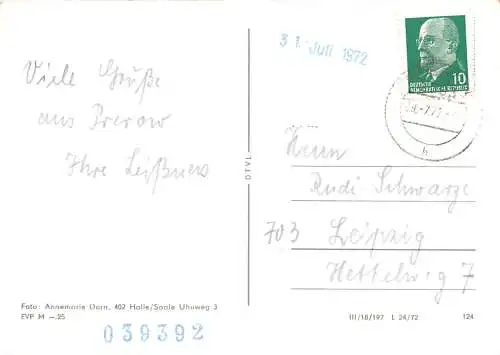 31. Juli 1972
10
DEUTSCHE
DEMOKRATISCHE REPUBLIK
Viele Grüße
aus Prerow
Ihre Leißners
DTVL
h
Herrn
Rudi Schwarze
703 Leipzig
Hettelweg 7
Foto: Annemarie Dorn, 402 Halle/Saale Uhuweg 3
EVP M —.25
039392
III/18/197 L 24/72 124